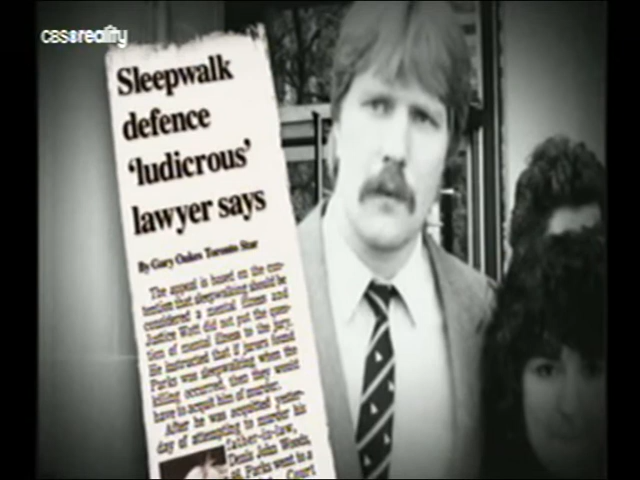 CBS reality
Sleepwalk
defence
'ludicrous'
lawyer says
By Gary Oakes Toronto Star
The appeal is based on the con-
tention that sleepwalking should be
considered a mental illness and
Justice Watt did not put the ques-
tion of mental illness to the jury.
He instructed that if jurors found
Parks was sleepwalking when the
killing occurred, then they would
have to acquit him of murder.
After he was acquitted yester-
day of attempting to murder his
father-in-law,
Denis John Woods,
Parks went to a
Court